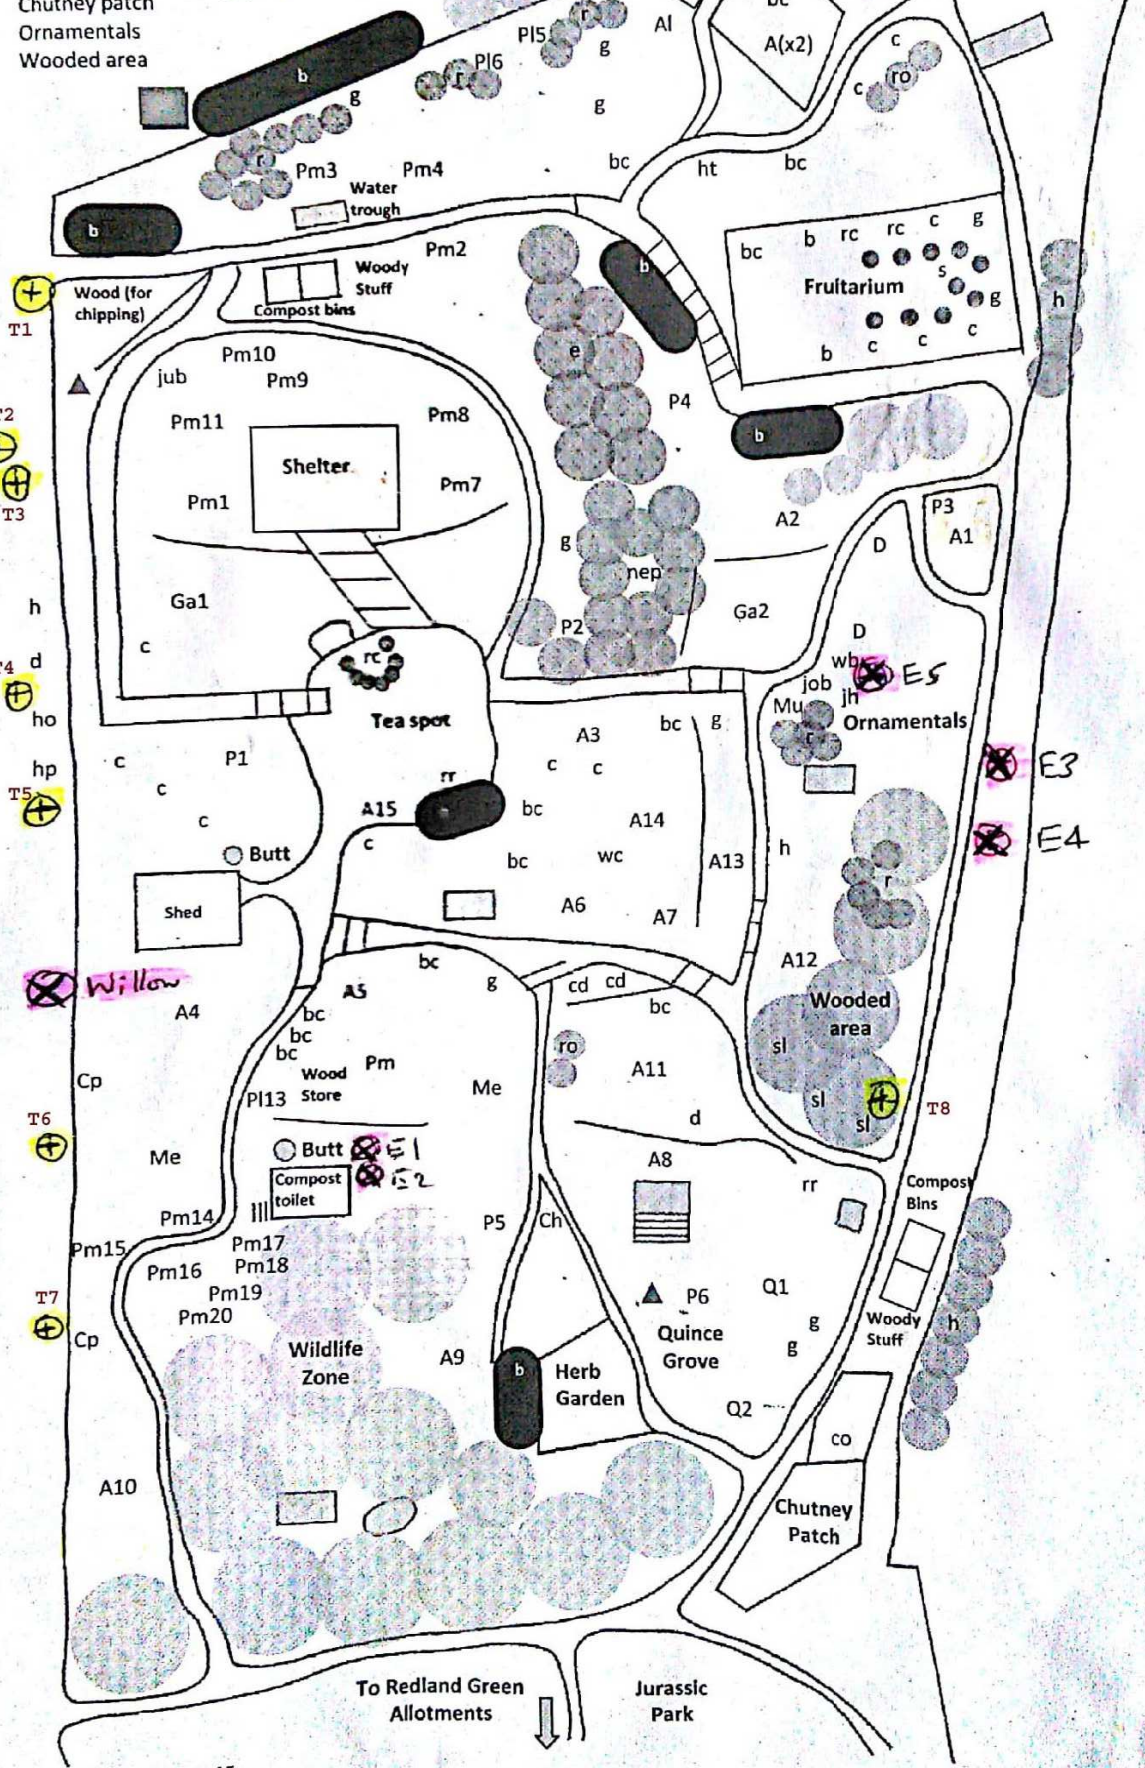 Chutney patch
Ornamentals
Wooded area
bc
A(x2)
Al
r
Pl5
g
Pl6
r
b
g
g
c
ro
c
r
Pm3
Pm4
bc
ht
bc
Water
trough
b
Pm2
Woody
Stuff
Compost bins
Wood (for
chipping)
T1
b
bc
b
rc
rc
c
g
s
Fruitarium
g
h
b
c
c
c
e
Pm10
jub
Pm9
Pm11
Pm8
P4
b
Shelter
Pm1
Pm7
T3
A2
P3
A1
D
g
nep
Ga1
Ga2
P2
h
c
d
rc
D
wb
E5
job
jh
Mu
Ornamentals
r
T4
ho
hp
T5
Tea spot
A3
bc
g
c
P1
c
c
c
c
rr
A15
bc
A14
c
bc
wc
A13
h
E3
E4
r
Butt
Shed
A6
A7
A12
Willow
A4
bc
g
A5
bc
bc
bc
cd
cd
bc
Wooded
area
sl
sl
sl
T8
ro
Pm
A11
Me
d
Wood
Store
Pl13
Cp
T6
Me
Butt
E1
E2
Compost
toilet
A8
rr
Compost
Bins
Pm14
Pm15
Pm16
Pm17
Pm18
Pm19
Pm20
P5
Ch
T7
Cp
Wildlife
Zone
A9
b
Herb
Garden
P6
Quince
Grove
Q1
g
g
Q2
Woody
Stuff
h
co
Chutney
Patch
A10
To Redland Green
Allotments
Jurassic
Park